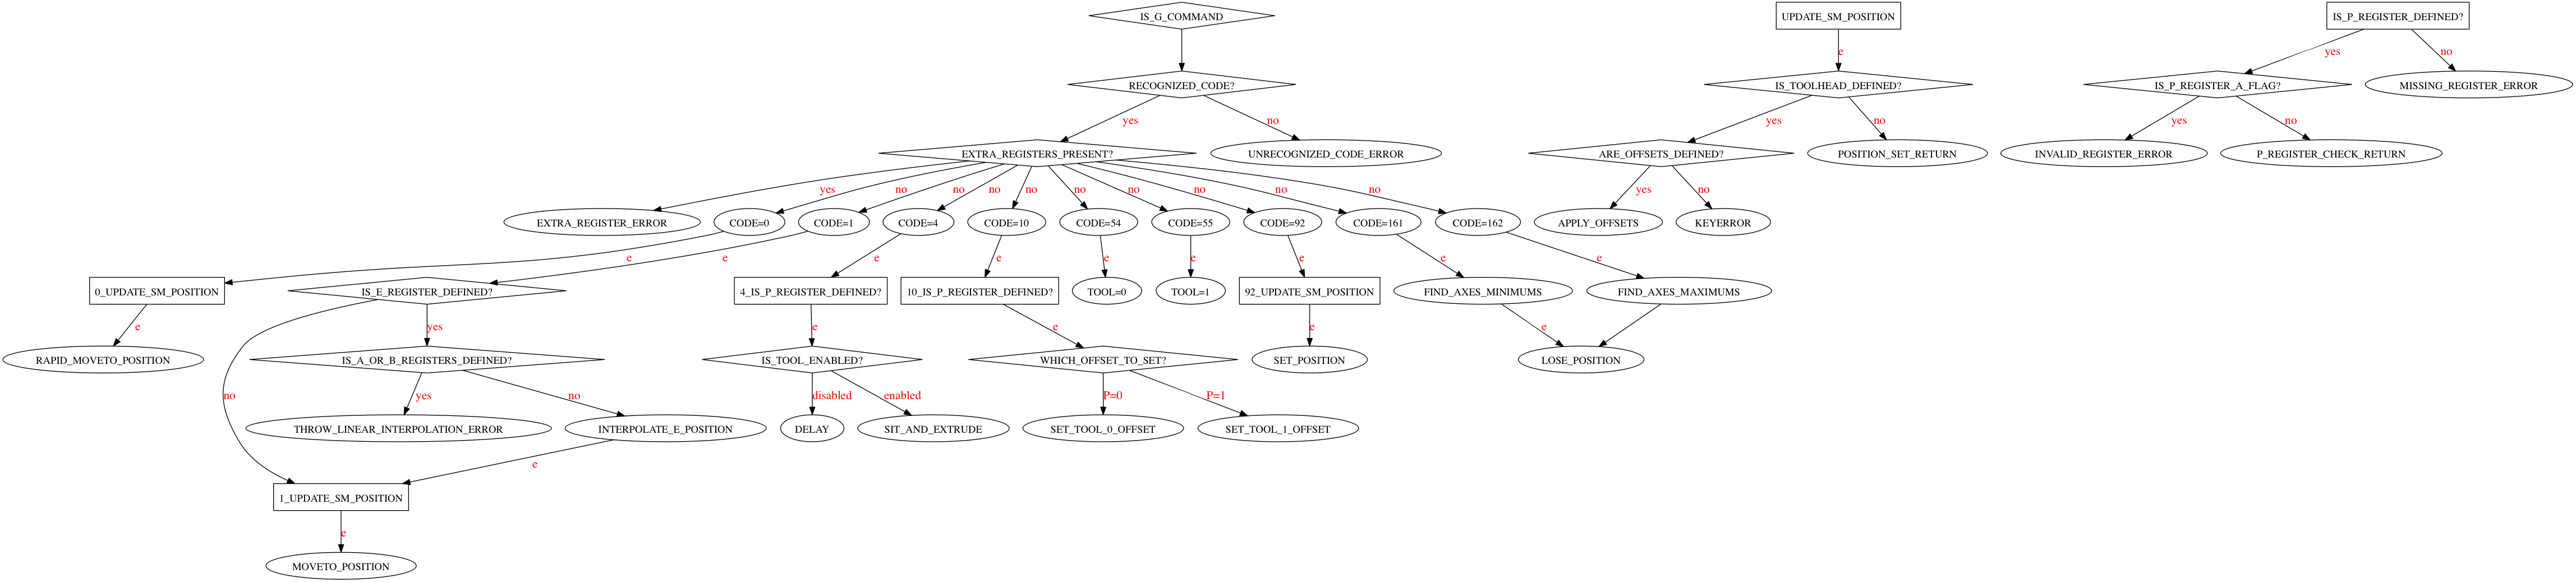 IS_G_COMMAND
UPDATE_SM_POSITION
IS_P_REGISTER_DEFINED?
e
yes
no
RECOGNIZED_CODE?
IS_TOOLHEAD_DEFINED?
IS_P_REGISTER_A_FLAG?
MISSING_REGISTER_ERROR
yes
no
yes
no
yes
no
EXTRA_REGISTERS_PRESENT?
UNRECOGNIZED_CODE_ERROR
ARE_OFFSETS_DEFINED?
POSITION_SET_RETURN
INVALID_REGISTER_ERROR
P_REGISTER_CHECK_RETURN
yes
no
no
no
no
no
no
no
no
no
yes
no
EXTRA_REGISTER_ERROR
CODE=0
CODE=1
CODE=4
CODE=10
CODE=54
CODE=55
CODE=92
CODE=161
CODE=162
APPLY_OFFSETS
KEYERROR
e
e
e
e
e
e
e
e
e
0_UPDATE_SM_POSITION
IS_E_REGISTER_DEFINED?
4_IS_P_REGISTER_DEFINED?
10_IS_P_REGISTER_DEFINED?
TOOL=0
TOOL=1
92_UPDATE_SM_POSITION
FIND_AXES_MINIMUMS
FIND_AXES_MAXIMUMS
e
yes
e
e
e
e
RAPID_MOVETO_POSITION
IS_A_OR_B_REGISTERS_DEFINED?
IS_TOOL_ENABLED?
WHICH_OFFSET_TO_SET?
SET_POSITION
LOSE_POSITION
no
yes
no
disabled
enabled
P=0
P=1
THROW_LINEAR_INTERPOLATION_ERROR
INTERPOLATE_E_POSITION
DELAY
SIT_AND_EXTRUDE
SET_TOOL_0_OFFSET
SET_TOOL_1_OFFSET
e
1_UPDATE_SM_POSITION
e
MOVETO_POSITION